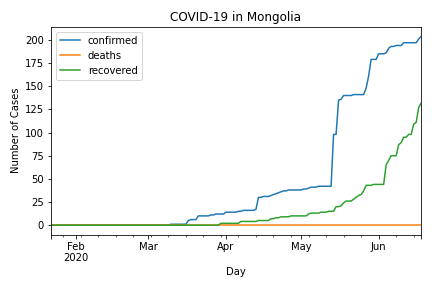 COVID-19 in Mongolia
confirmed
deaths
recovered
Number of Cases
200
175
150
125
100
75
50
25
0
Feb
2020
Mar
Apr
May
Jun
Day